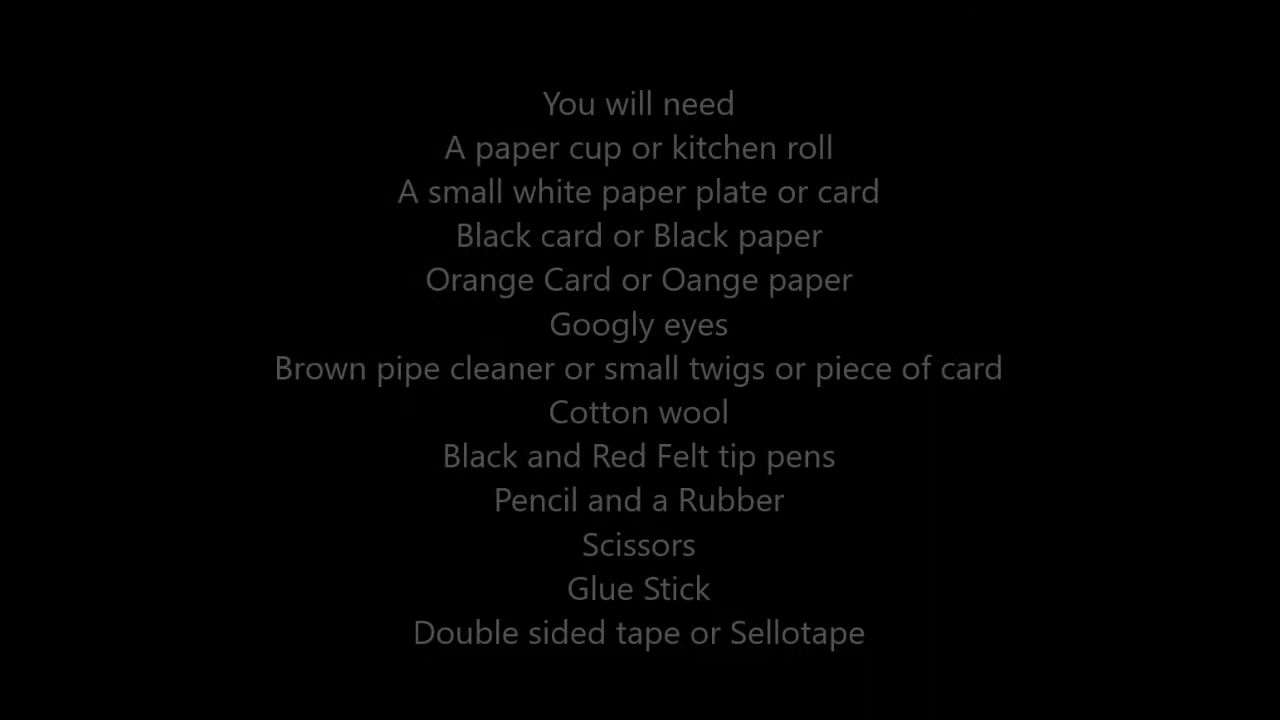 You will need
A paper cup or kitchen roll
A small white paper plate or card
Black card or Black paper
Orange Card or Oange paper
Googly eyes
Brown pipe cleaner or small twigs or piece of card
Cotton wool
Black and Red Felt tip pens
Pencil and a Rubber
Scissors
Glue Stick
Double sided tape or Sellotape